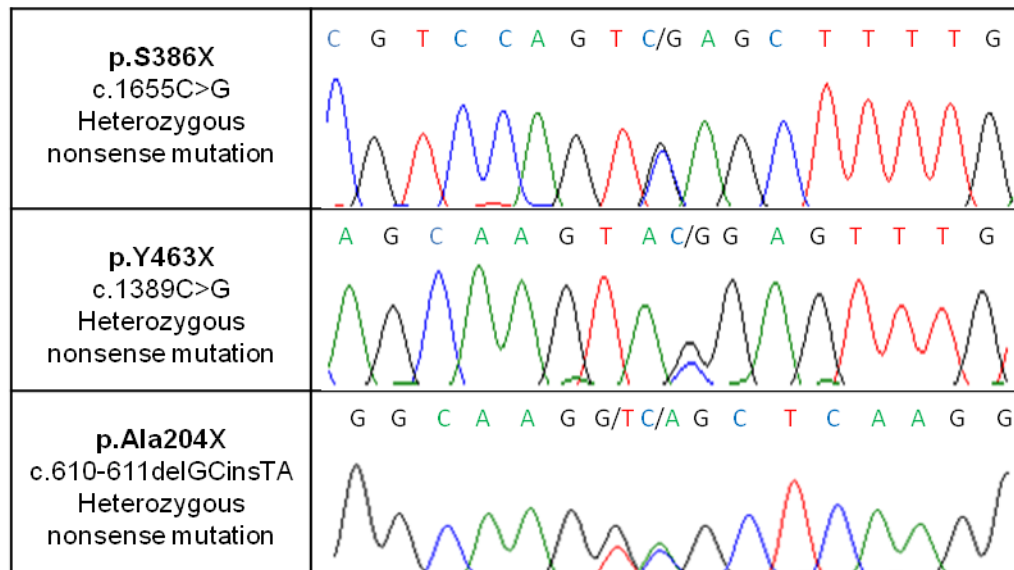 p.S386X
c.1655C>G
Heterozygous
nonsense mutation
C G T C C A G T C/G A G C T T T T G
p.Y463X
c.1389C>G
Heterozygous
nonsense mutation
A G C A A G T A C/G G A G T T T G
p.Ala204X
c.610-611delGCinsTA
Heterozygous
nonsense mutation
G G C A A G G/T C/A G C T C A A G G